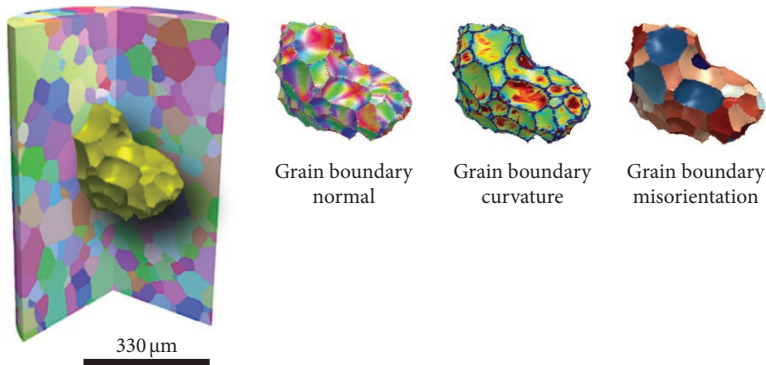 Grain boundary
normal
Grain boundary
curvature
Grain boundary
misorientation
330 μm